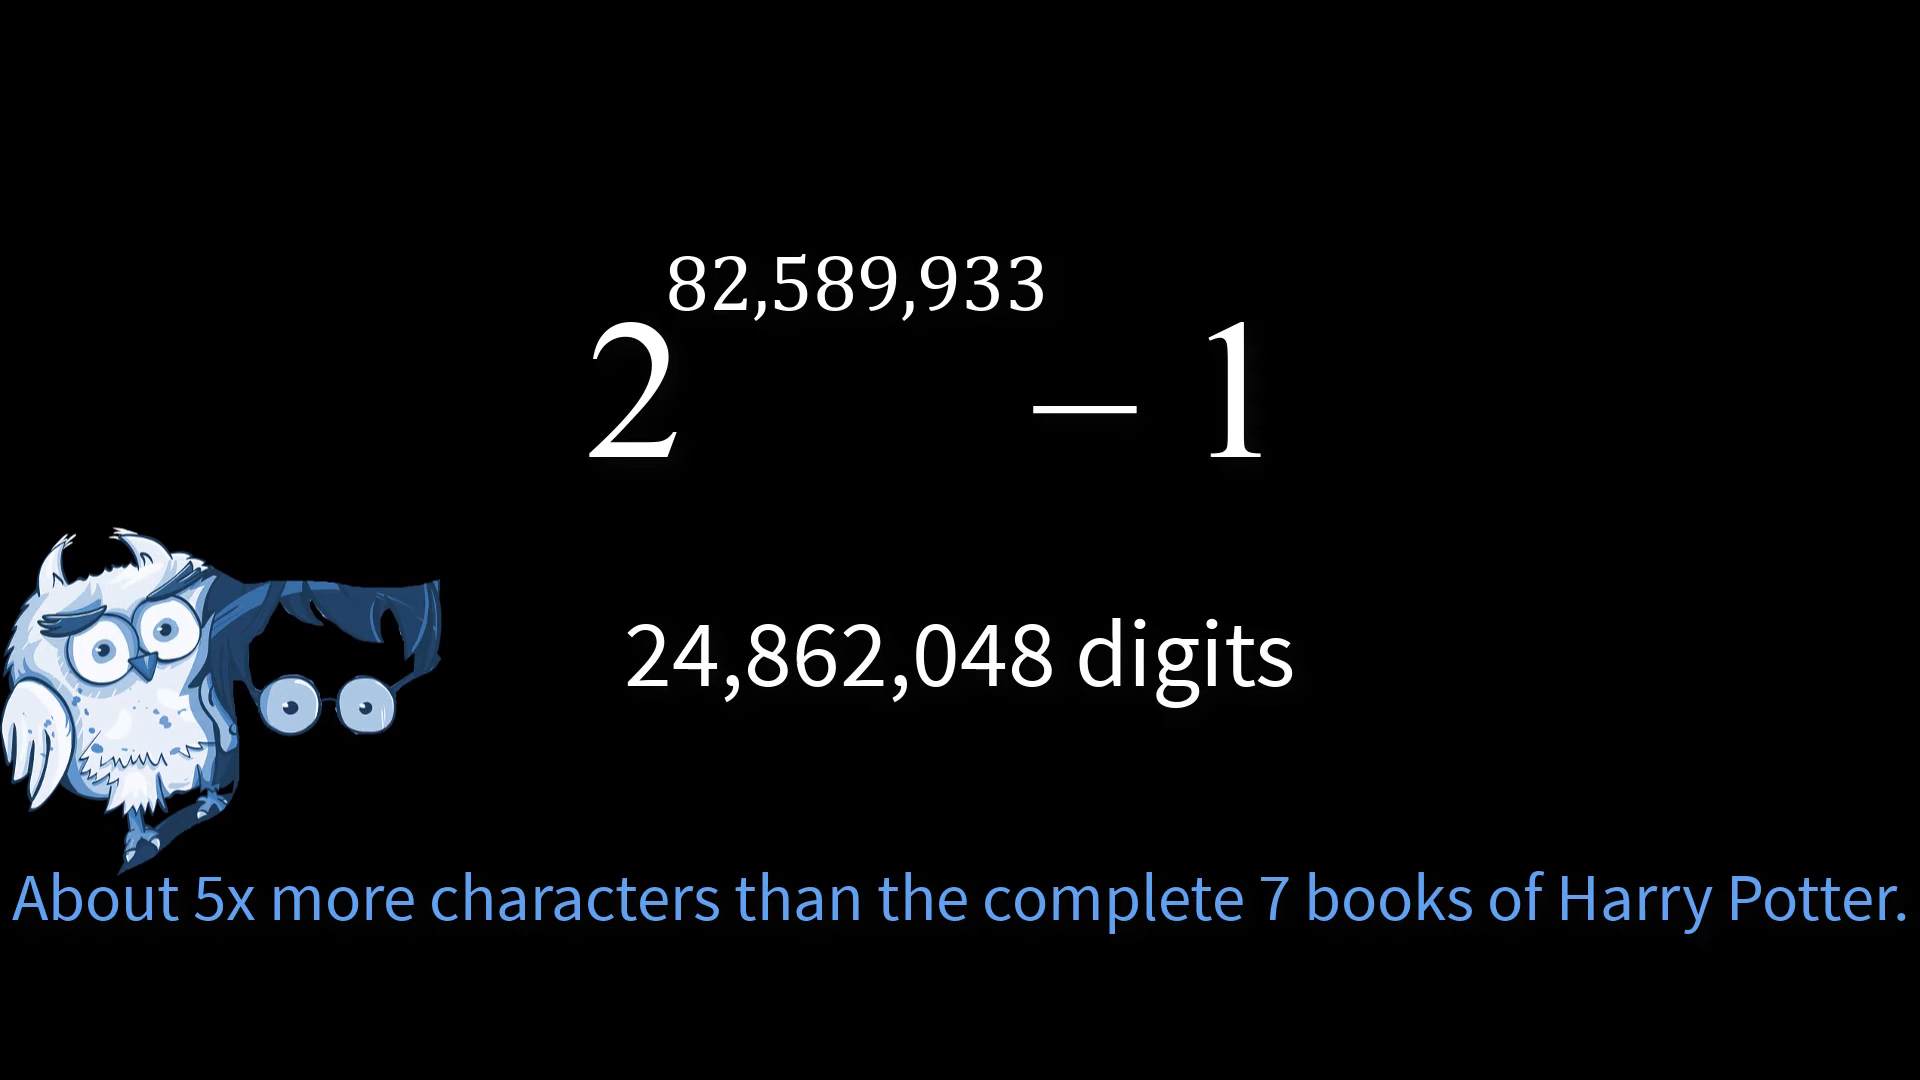 2^82,589,933 – 1
24,862,048 digits
About 5x more characters than the complete 7 books of Harry Potter.